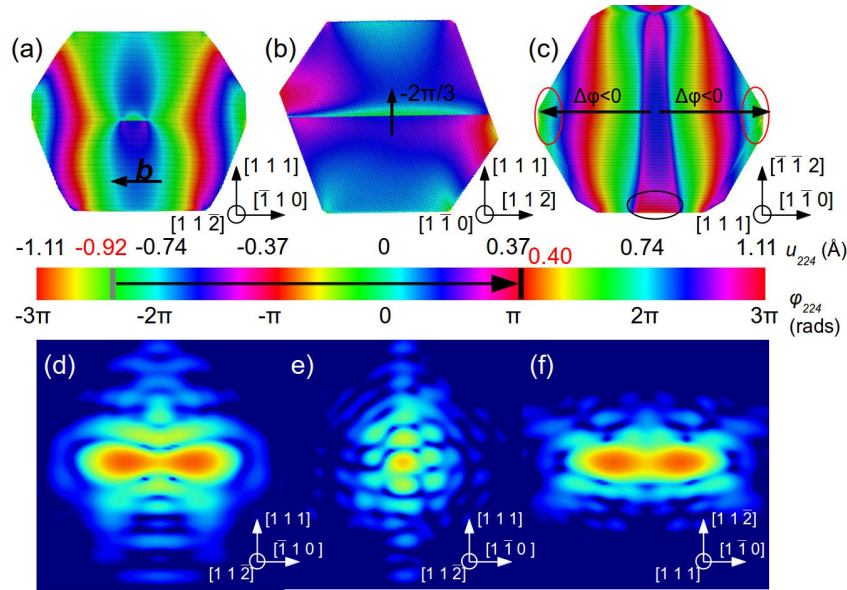 (a)
(b)
(c)
-2π/3
Δφ<0
Δφ<0
b
[1 1 1]
[1̄ 1 0]
[1 1 2̄]
[1 1 1]
[1 1 2̄]
[1 1̄ 0]
[1̄ 1̄ 2]
[1 1̄ 0]
[1 1 1]
-1.11 -0.92 -0.74 -0.37 0 0.37 0.40 0.74 1.11 u224 (Å)
-3π -2π -π 0 π 2π 3π φ224 (rads)
(d)
e)
(f)
[1 1 1]
[1̄ 1 0 ]
[1 1 2̄]
[1 1 1]
[1 1̄ 0 ]
[1 1 2̄]
[1 1 2̄]
[1 1̄ 0]
[1 1 1]